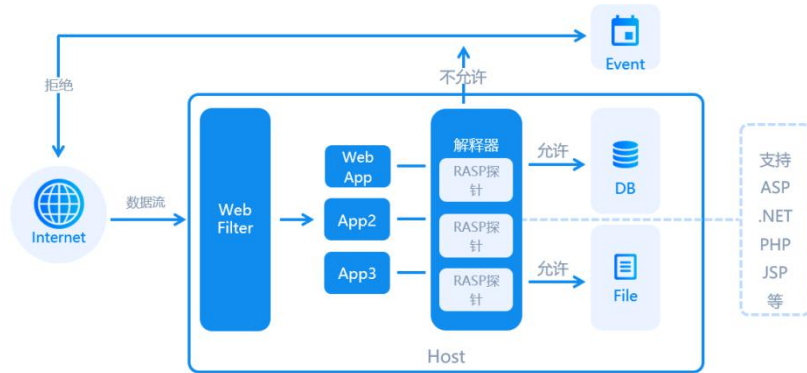 Event
拒绝
不允许
解释器
Web
App
RASP探
针
允许
DB
数据流
Internet
Web
Filter
App2
RASP探
针
App3
RASP探
针
允许
File
Host
支持
ASP
.NET
PHP
JSP
等